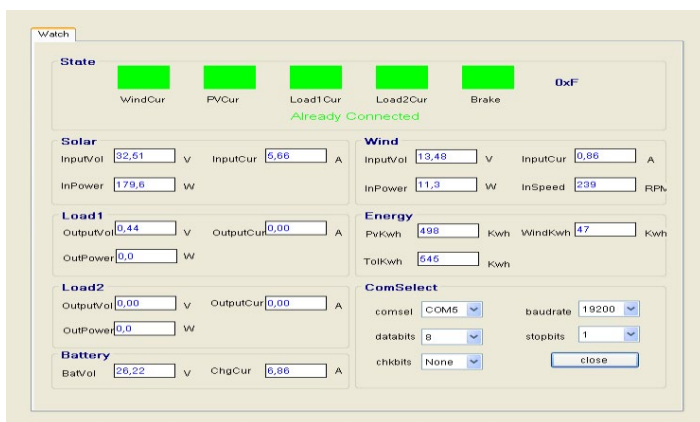 Watch
State
WindCur PVCur Load1Cur Load2Cur Brake 0xF
Already Connected
Solar
InputVol 32,51 V InputCur 5,66 A
InPower 179,6 W
Wind
InputVol 13,48 V InputCur 0,86 A
InPower 11,3 W InSpeed 239 RPM
Load1
OutputVol 0,44 V OutputCur 0,00 A
OutPower 0,0 W
Energy
PvKwh 498 Kwh WindKwh 47 Kwh
TolKwh 545 Kwh
Load2
OutputVol 0,00 V OutputCur 0,00 A
OutPower 0,0 W
Battery
BatVol 26,22 V ChgCur 6,86 A
ComSelect
comsel COM5 baudrate 19200
databits 8 stopbits 1
chkbits None close